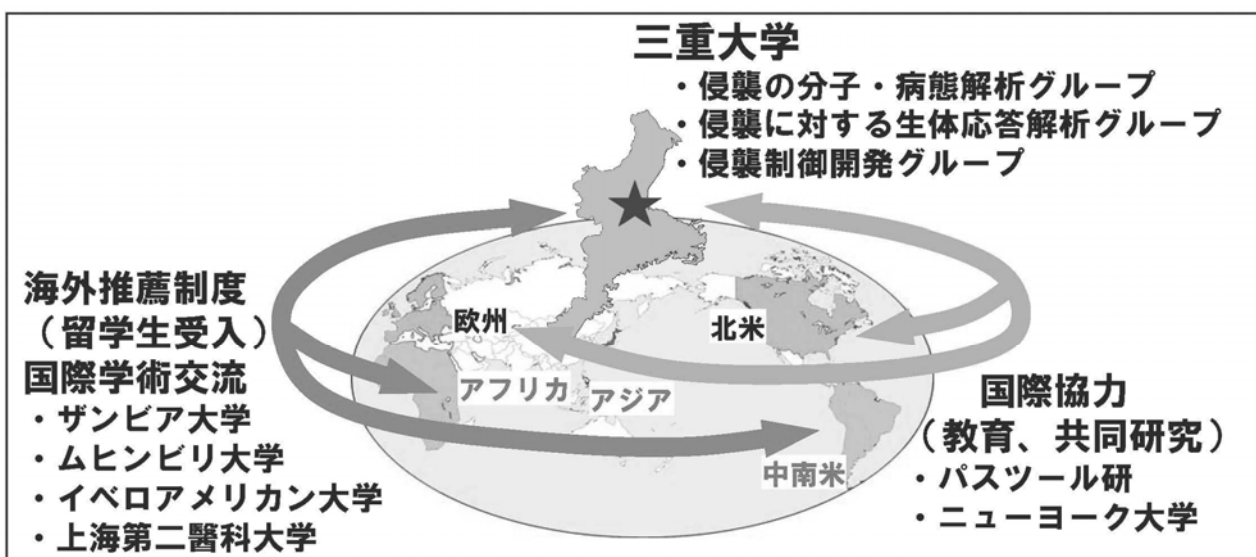 三重大学
・侵襲の分子・病態解析グループ
・侵襲に対する生体応答解析グループ
・侵襲制御開発グループ
海外推薦制度
（留学生受入）
国際学術交流
・ザンビア大学
・ムヒンビリ大学
・イベロアメリカン大学
・上海第二醫科大学
欧州
北米
アフリカ
アジア
中南米
国際協力
（教育、共同研究）
・パスツール研
・ニューヨーク大学